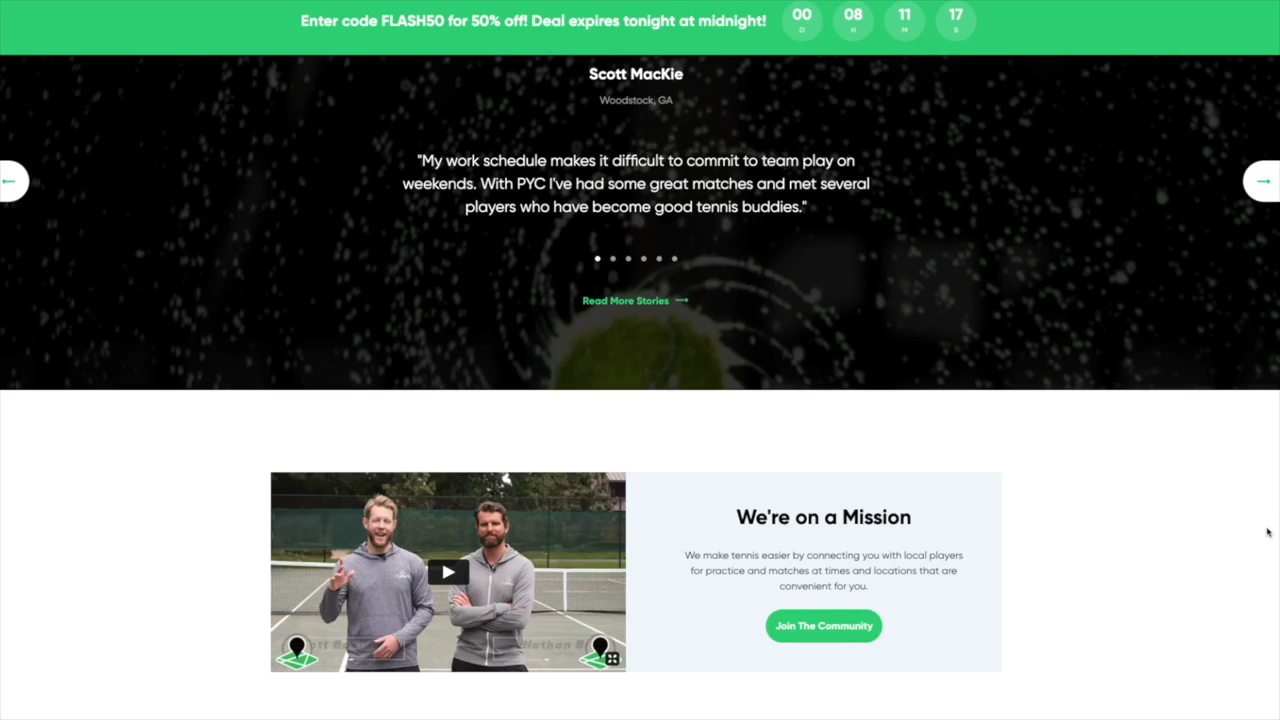 Enter code FLASH50 for 50% off! Deal expires tonight at midnight!
00 08 11 17
D H M S
Scott MacKie
Woodstock, GA
"My work schedule makes it difficult to commit to team play on
weekends. With PYC I've had some great matches and met several
players who have become good tennis buddies."
Read More Stories
We're on a Mission
We make tennis easier by connecting you with local players
for practice and matches at times and locations that are
convenient for you.
Join The Community